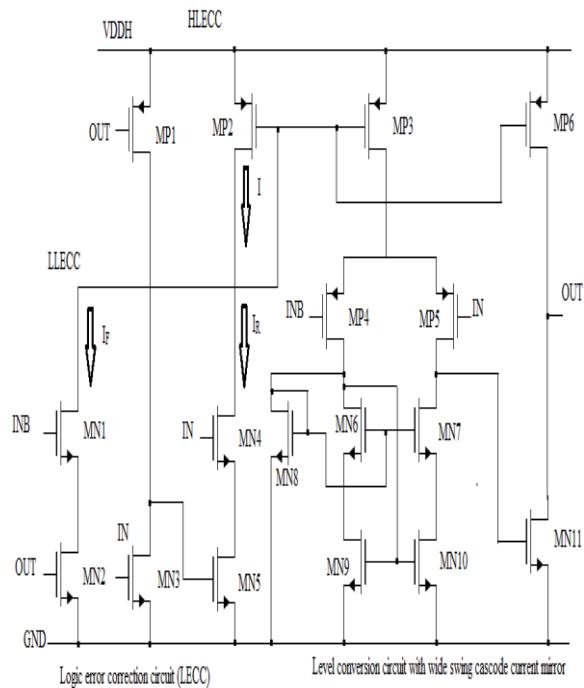 HLECC
VDDH
OUT
MP1
MP2
MP3
MP6
I
LLECC
I_F
I_R
INB
MP4
MP5
IN
OUT
INB
MN1
IN
MN4
MN8
MN6
MN7
OUT
MN2
IN
MN3
MN5
MN9
MN10
MN11
GND
Logic error correction circuit (LECC)
Level conversion circuit with wide swing cascode current mirror